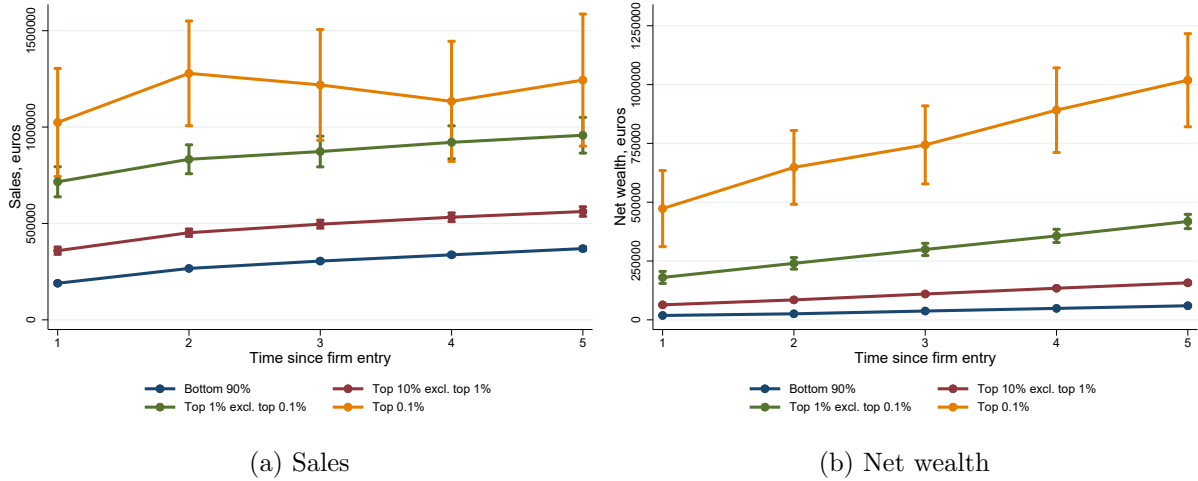 Sales, euros
1500000
1000000
500000
0
1 2 3 4 5
Time since firm entry
Bottom 90% Top 10% excl. top 1%
Top 1% excl. top 0.1% Top 0.1%
(a) Sales
Net wealth, euros
1250000
1000000
750000
500000
250000
0
1 2 3 4 5
Time since firm entry
Bottom 90% Top 10% excl. top 1%
Top 1% excl. top 0.1% Top 0.1%
(b) Net wealth